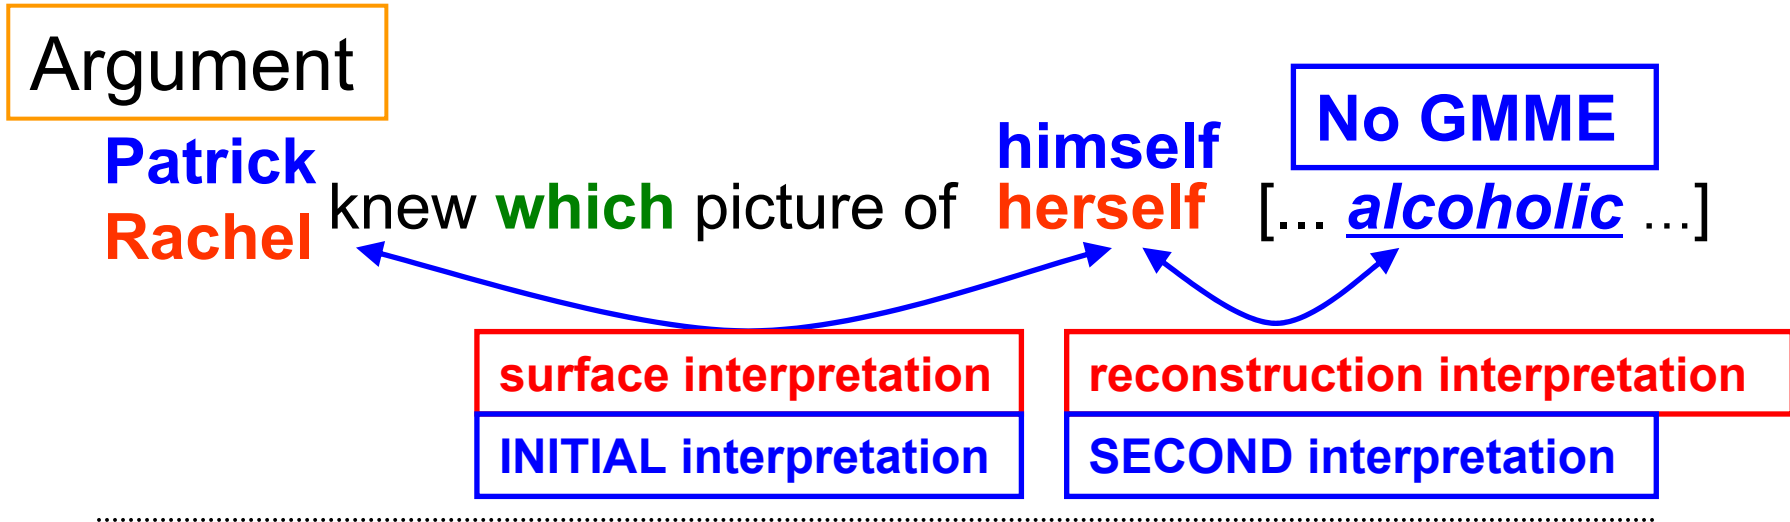 Argument
No GMME
Patrick himself
knew which picture of [... alcoholic …]
Rachel herself
surface interpretation reconstruction interpretation
INITIAL interpretation SECOND interpretation